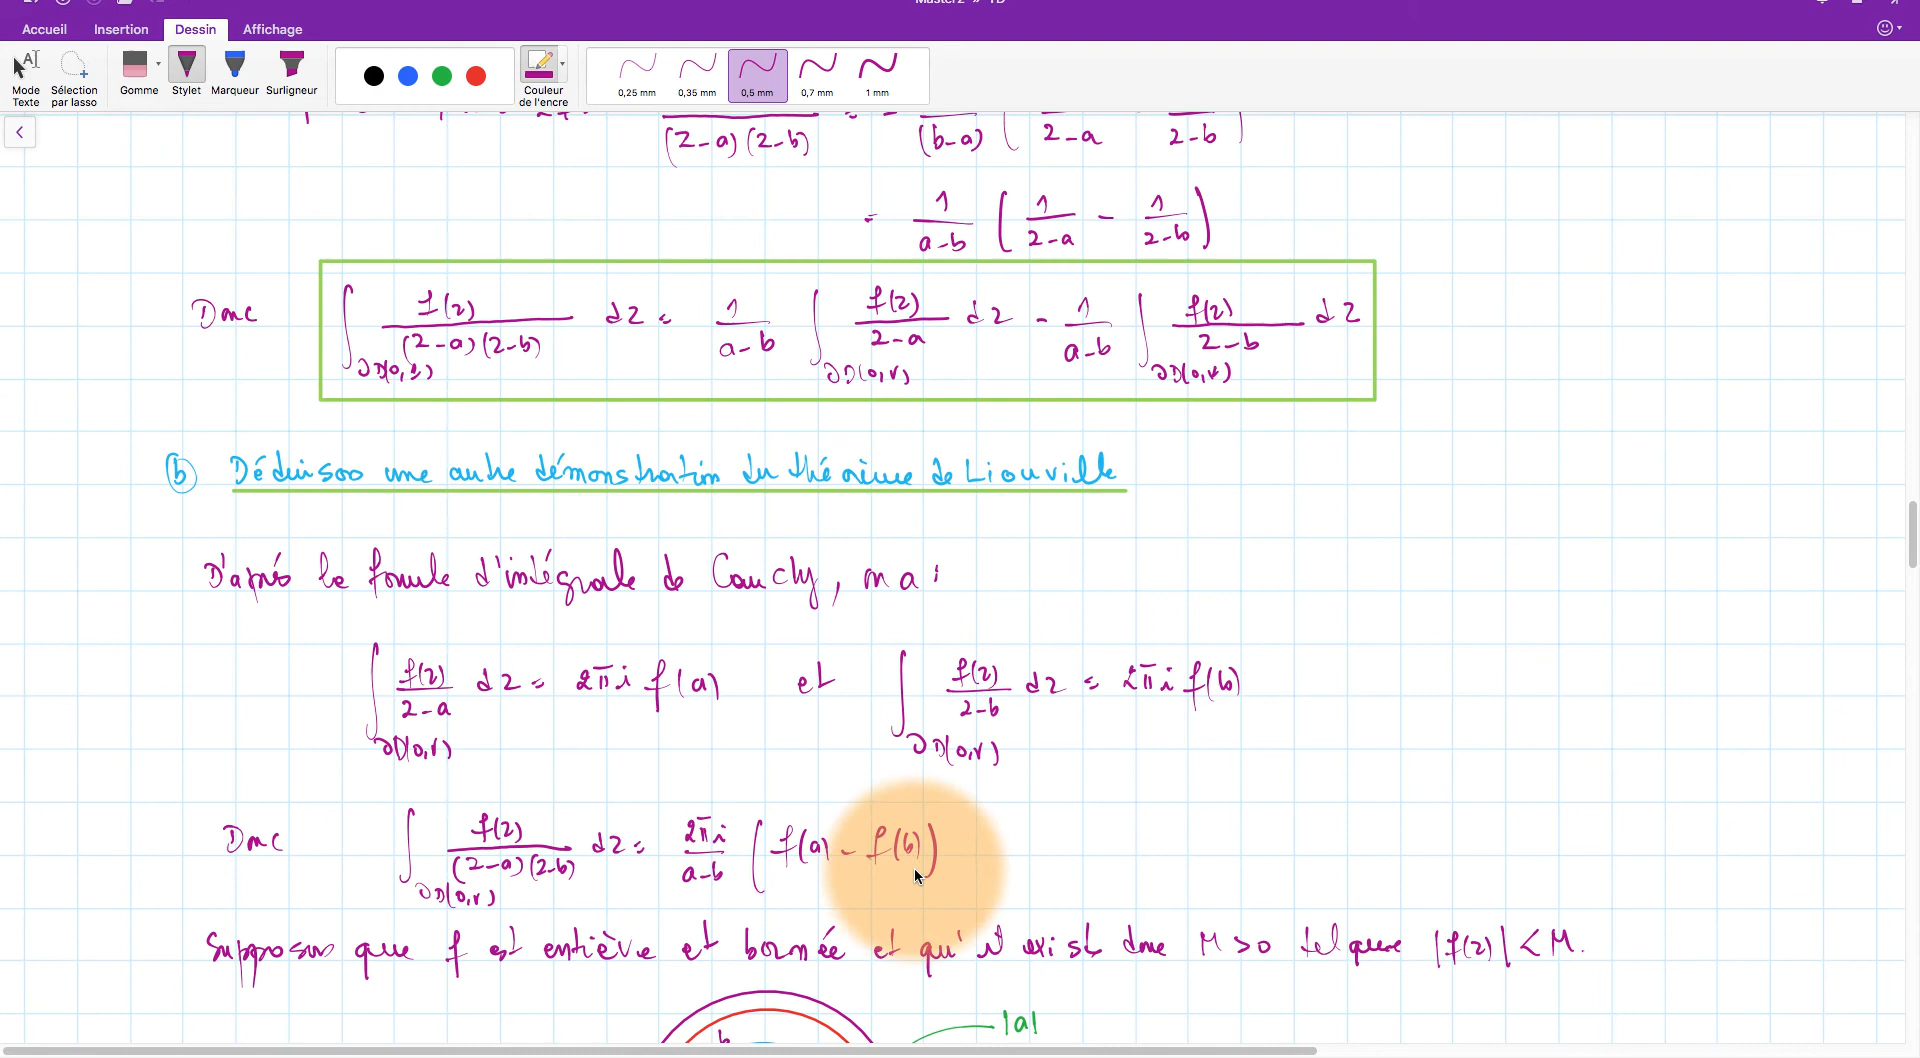 Accueil Insertion Dessin Affichage
Mode Texte
Sélection par lasso
Gomme
Stylet
Marqueur
Surligneur
Couleur de l'encre
0,25 mm
0,35 mm
0,5 mm
0,7 mm
1 mm
(z-a)(z-b) (b-a) ( z-a z-b
= 1/(a-b) ( 1/(z-a) - 1/(z-b) )
Donc ∫ f(z)/((z-a)(z-b)) dz = 1/(a-b) ∫_{∂D(0,r)} f(z)/(z-a) dz - 1/(a-b) ∫_{∂D(0,r)} f(z)/(z-b) dz
(b) Déduisons une autre démonstration du théorème de Liouville
D'après la formule d'intégrale de Cauchy, on a :
∫_{∂D(0,r)} f(z)/(z-a) dz = 2πi f(a) et ∫_{∂D(0,r)} f(z)/(z-b) dz = 2πi f(b)
Donc ∫_{∂D(0,r)} f(z)/((z-a)(z-b)) dz = 2πi/(a-b) ( f(a) - f(b) )
Supposons que f est entière et bornée et qu'il existe donc M > 0 tel que |f(z)| < M.
|a|
b